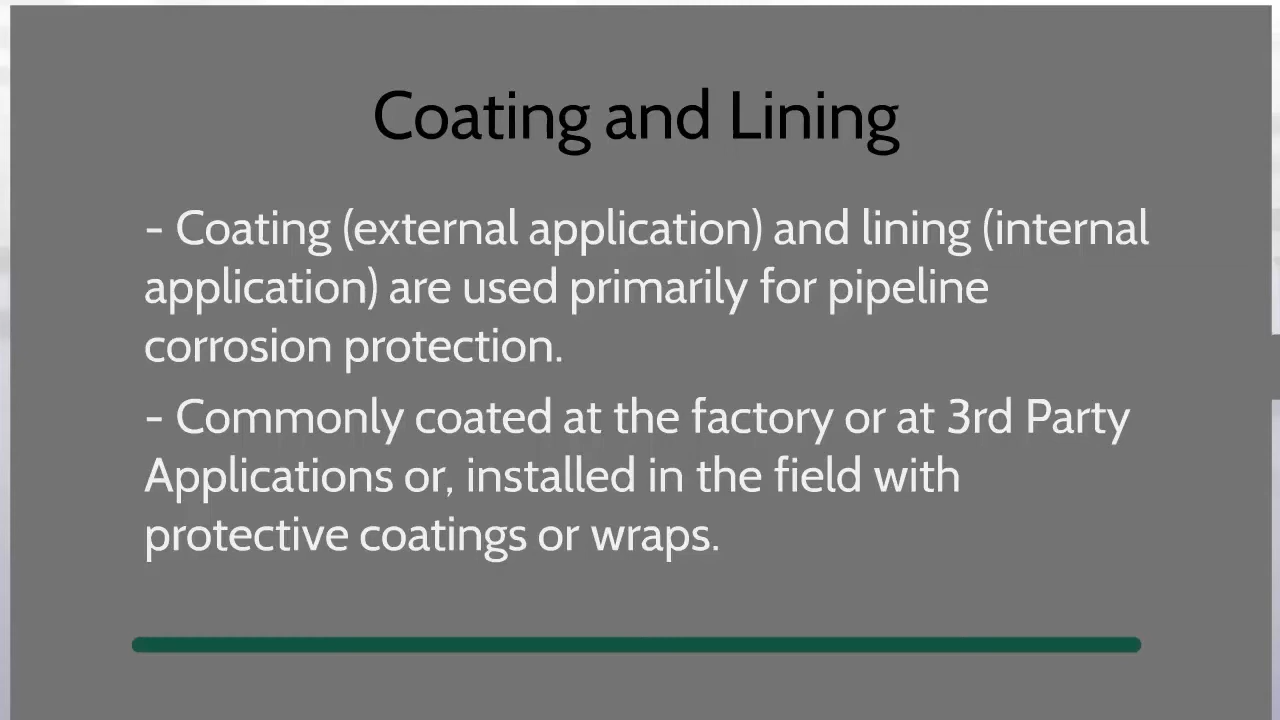 Coating and Lining
- Coating (external application) and lining (internal
application) are used primarily for pipeline
corrosion protection.
- Commonly coated at the factory or at 3rd Party
Applications or, installed in the field with
protective coatings or wraps.